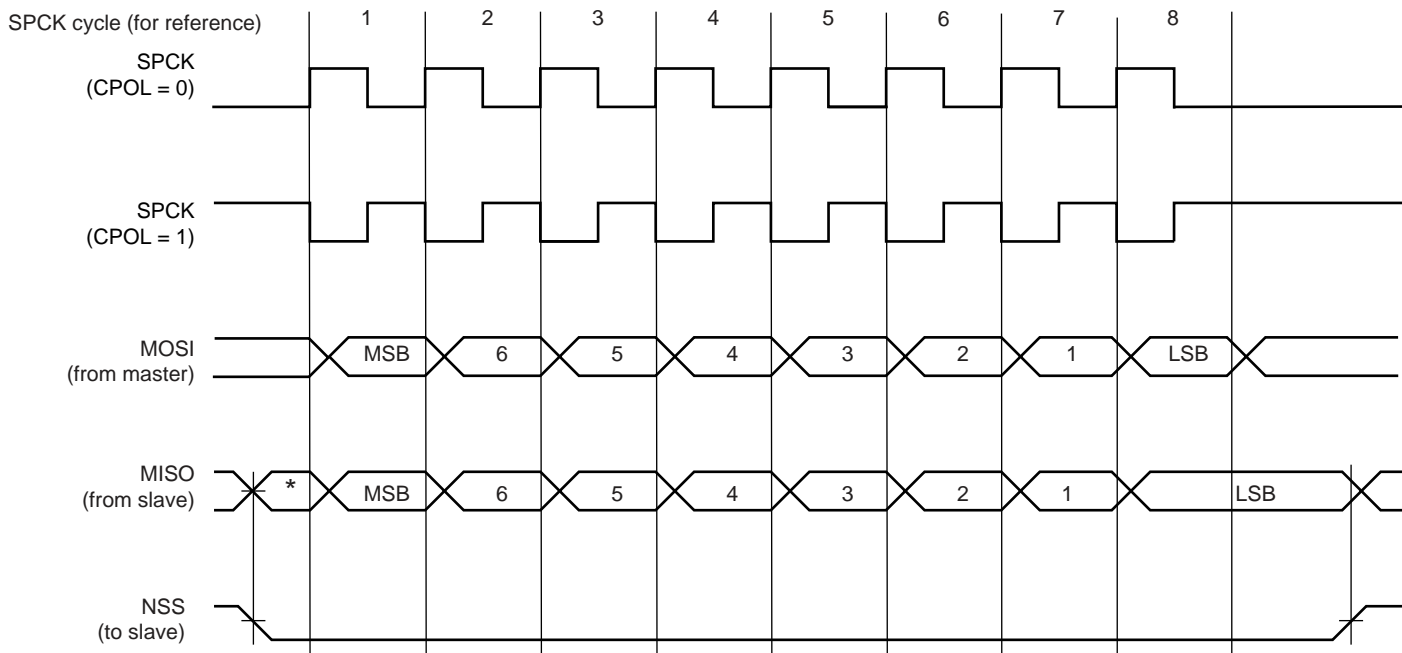 SPCK cycle (for reference) 1 2 3 4 5 6 7 8
SPCK
(CPOL = 0)
SPCK
(CPOL = 1)
MOSI
(from master)
MSB 6 5 4 3 2 1 LSB
MISO
(from slave)
* MSB 6 5 4 3 2 1 LSB
NSS
(to slave)